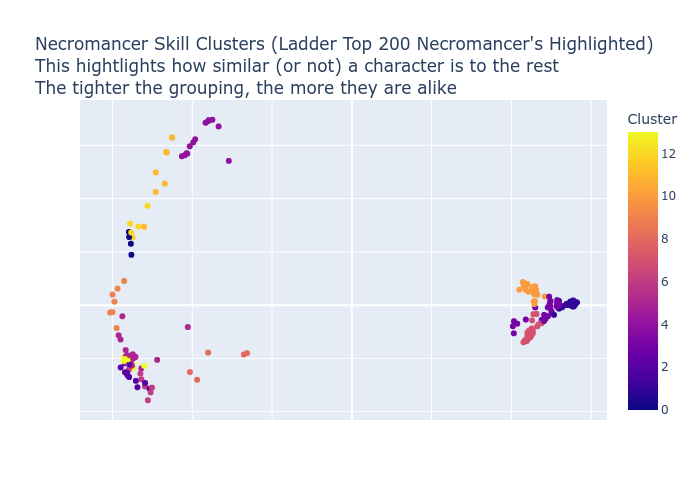 Necromancer Skill Clusters (Ladder Top 200 Necromancer's Highlighted)
This hightlights how similar (or not) a character is to the rest
The tighter the grouping, the more they are alike
Cluster
12
10
8
6
4
2
0